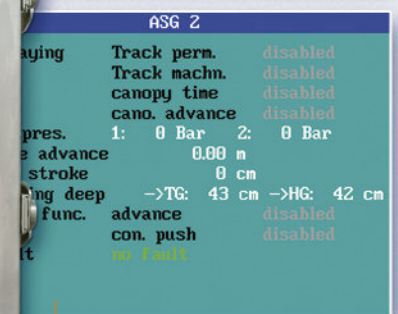 ASG 2
aying Track perm. disabled
Track machn. disabled
canopy time disabled
cano. advance disabled
pres. 1: 0 Bar 2: 0 Bar
e advance 0.00 m
stroke 0 cm
ng deep ->TG: 43 cm ->HG: 42 cm
func. advance disabled
con. push disabled
lt no fault